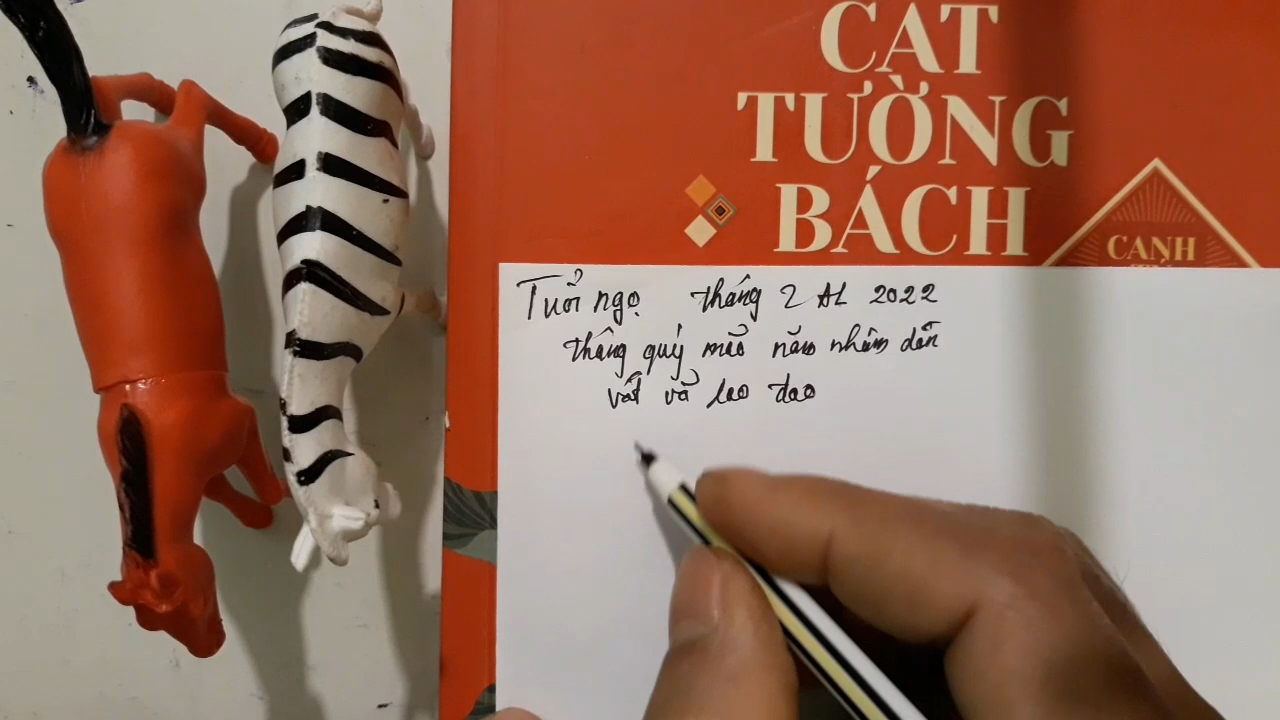 CÁT
TƯỜNG
BÁCH
CANH
Tuổi ngọ tháng 2 AL 2022
tháng quý mão năm nhâm dần
vất vả lao đao